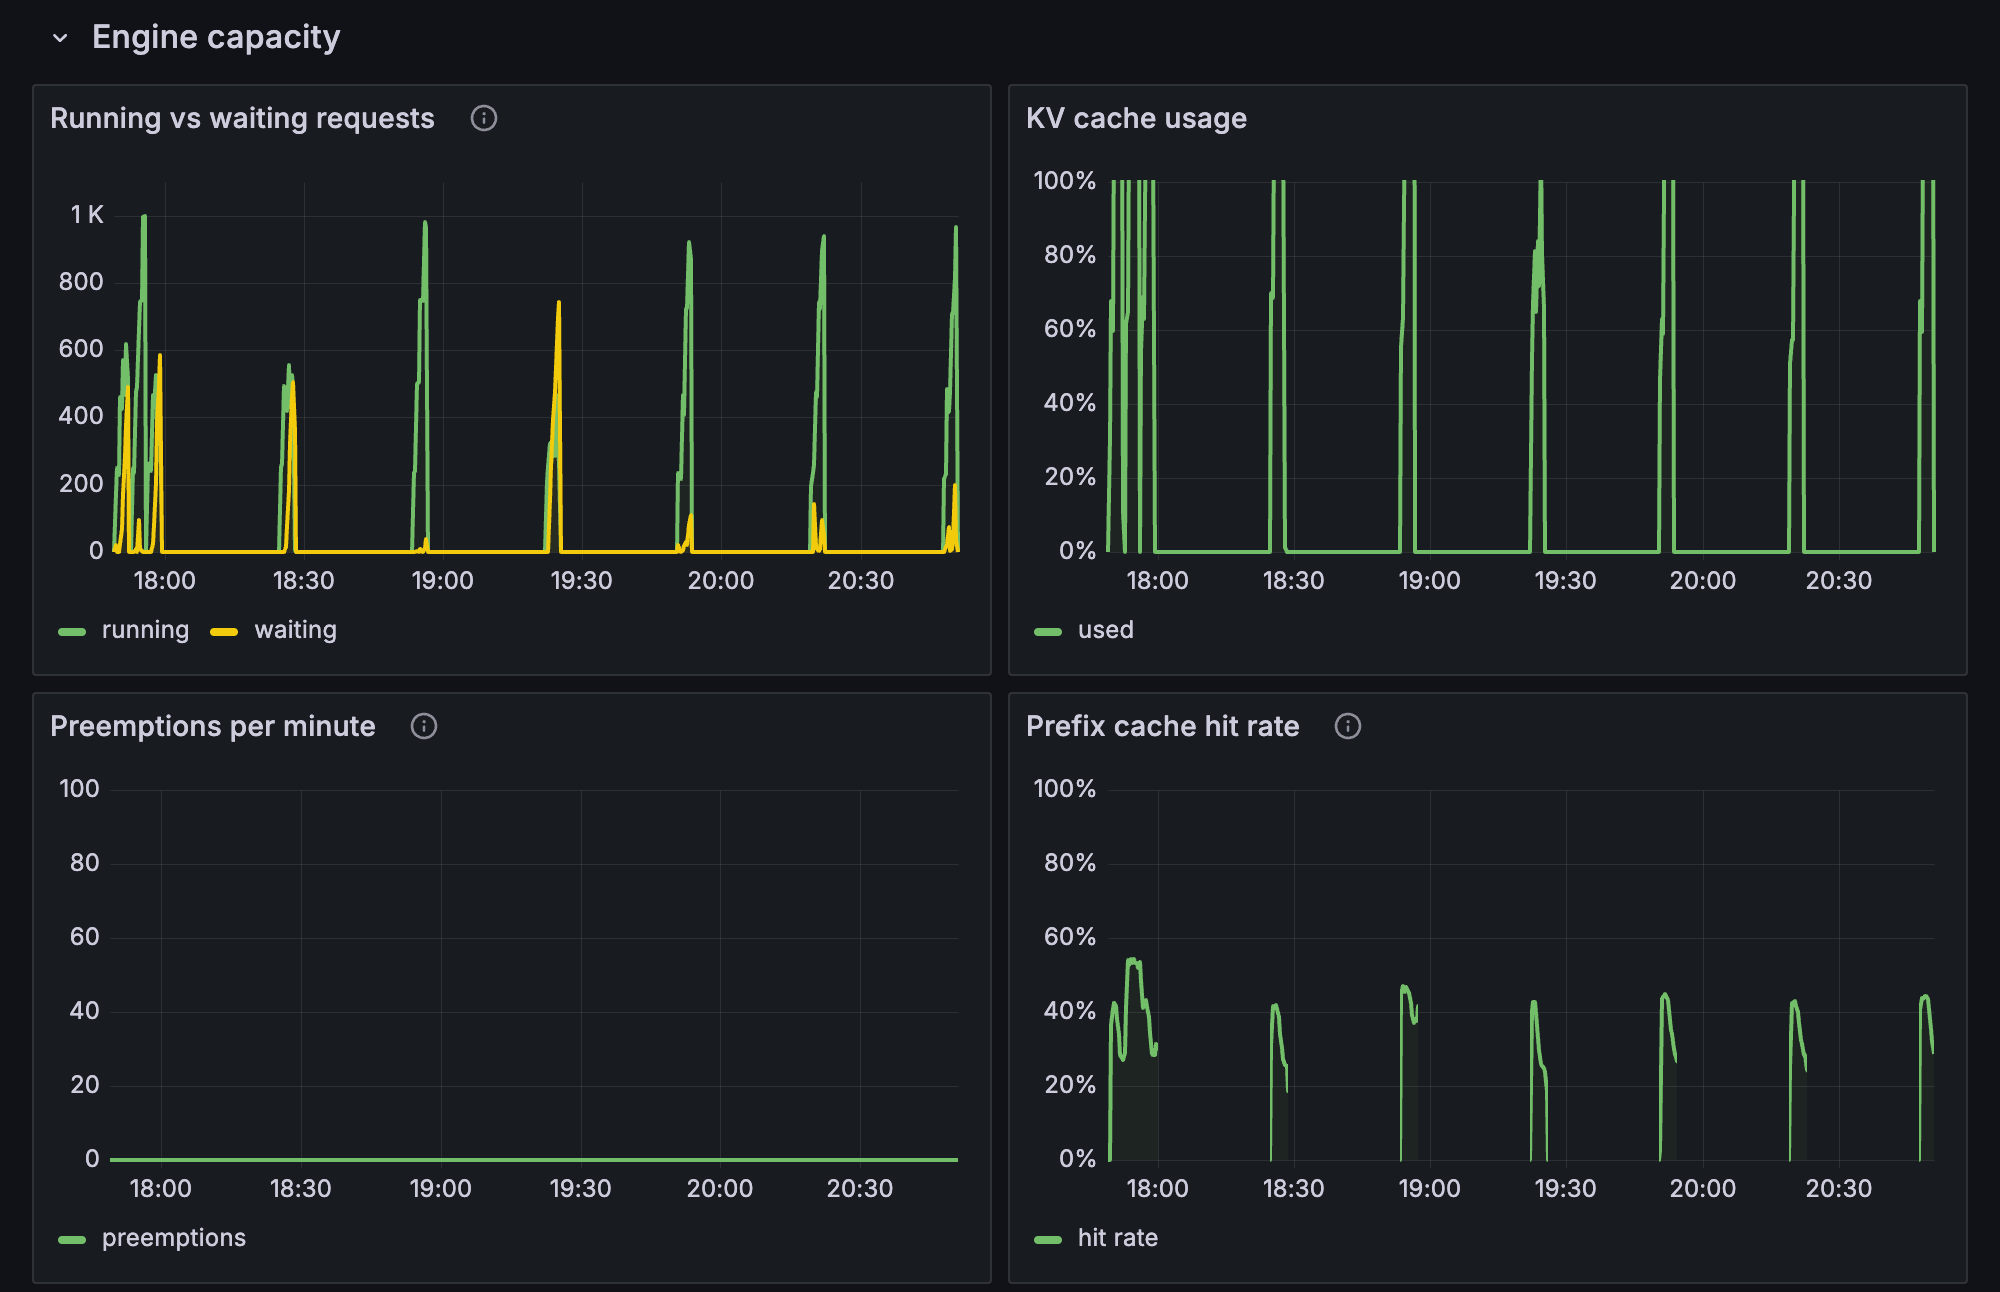 Engine capacity
Running vs waiting requests
1 K
800
600
400
200
0
18:00 18:30 19:00 19:30 20:00 20:30
running waiting
KV cache usage
100%
80%
60%
40%
20%
0%
18:00 18:30 19:00 19:30 20:00 20:30
used
Preemptions per minute
100
80
60
40
20
0
18:00 18:30 19:00 19:30 20:00 20:30
preemptions
Prefix cache hit rate
100%
80%
60%
40%
20%
0%
18:00 18:30 19:00 19:30 20:00 20:30
hit rate